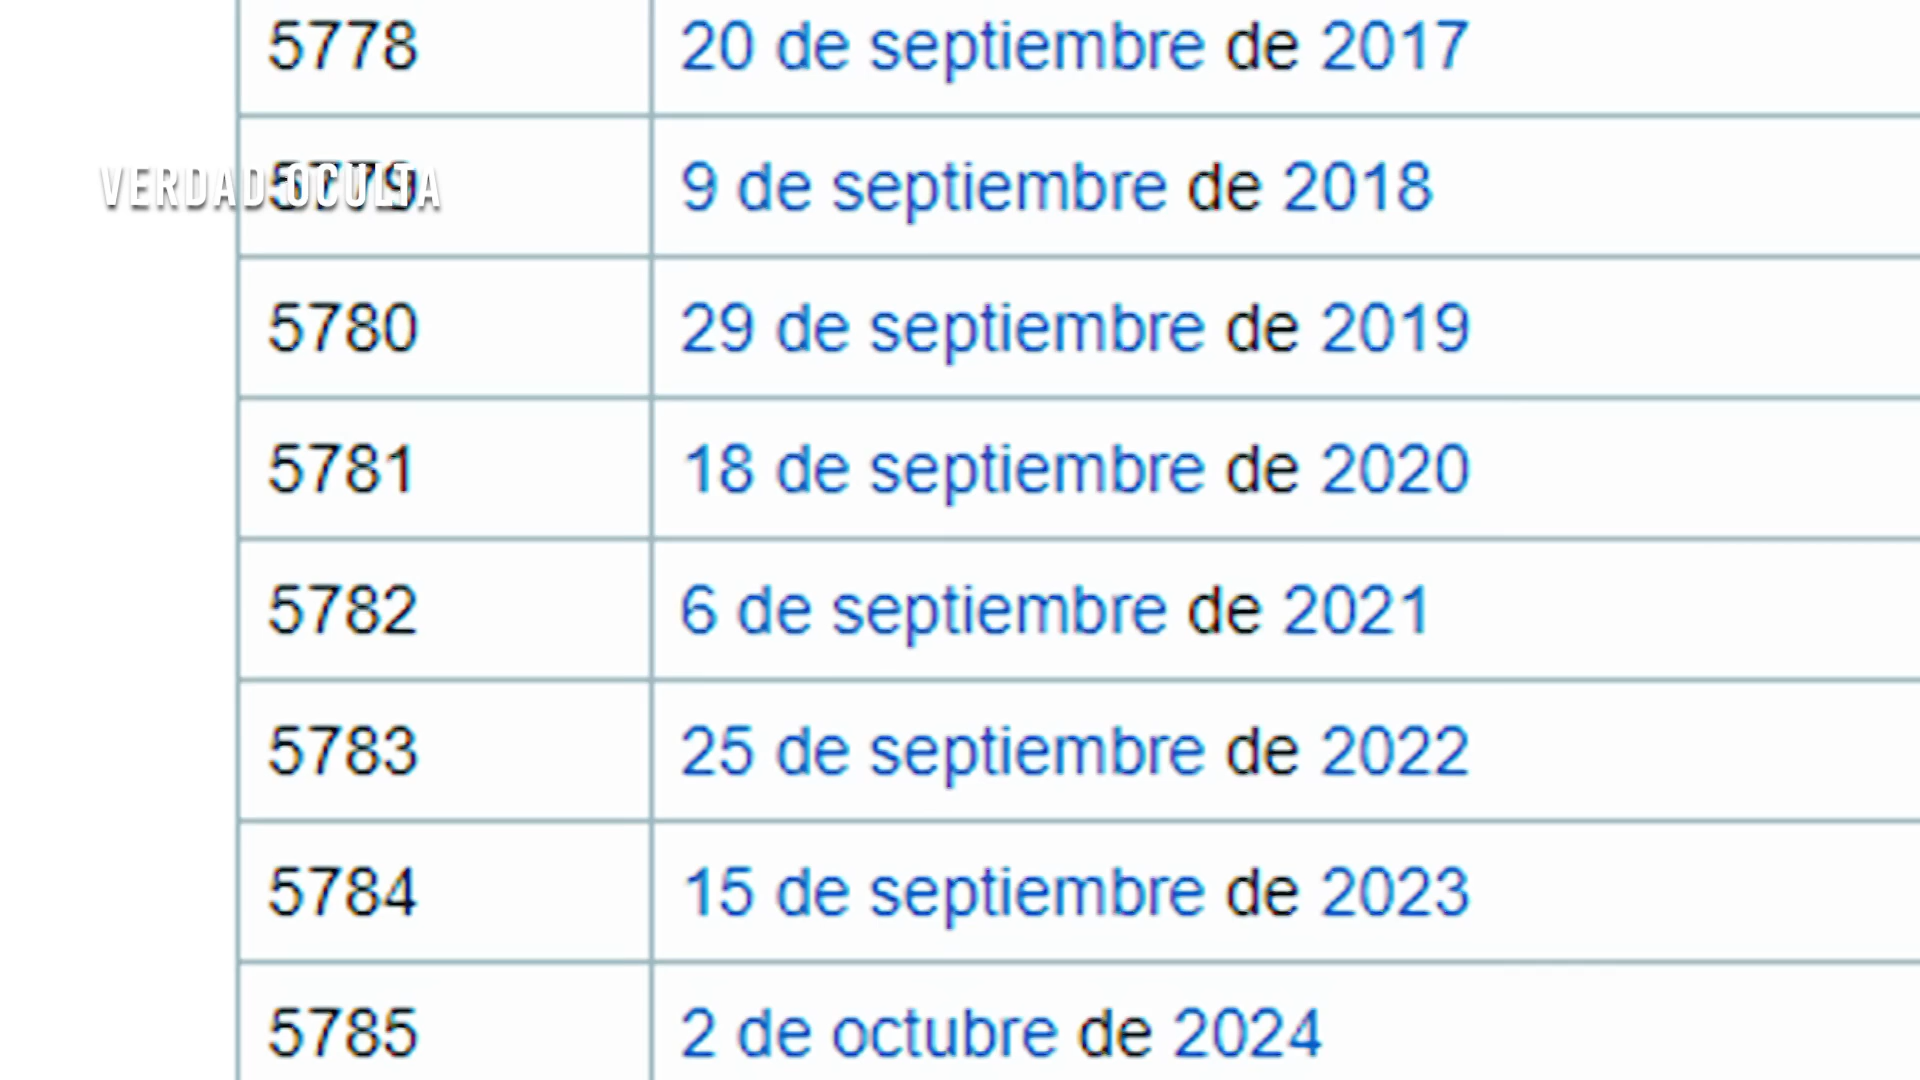 5778 20 de septiembre de 2017
VERDAD OCULTA
5779 9 de septiembre de 2018
5780 29 de septiembre de 2019
5781 18 de septiembre de 2020
5782 6 de septiembre de 2021
5783 25 de septiembre de 2022
5784 15 de septiembre de 2023
5785 2 de octubre de 2024